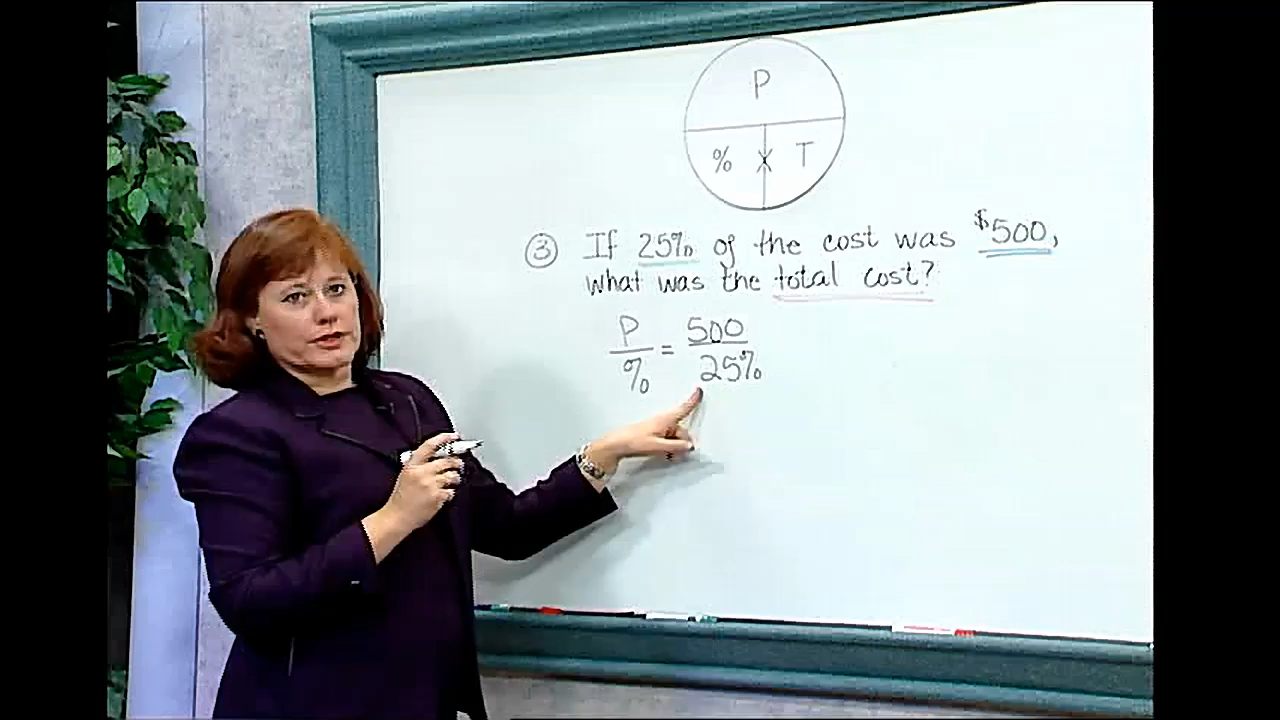 P
% × T
③ If 25% of the cost was $500,
what was the total cost?
P/% = 500/25%